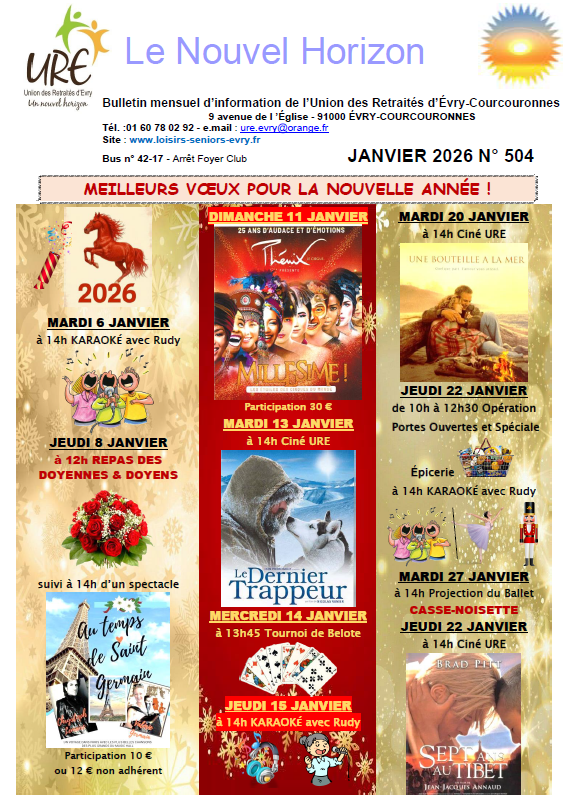 URE
Union des Retraités d'Evry
Un nouvel horizon
Le Nouvel Horizon
Bulletin mensuel d'information de l'Union des Retraités d'Évry-Courcouronnes
9 avenue de l'Église - 91000 ÉVRY-COURCOURONNES
Tél. :01 60 78 02 92 - e.mail : ure.evry@orange.fr
Site : www.loisirs-seniors-evry.fr
Bus n° 42-17 - Arrêt Foyer Club
JANVIER 2026 N° 504
MEILLEURS VŒUX POUR LA NOUVELLE ANNÉE !
2026
MARDI 6 JANVIER
à 14h KARAOKÉ avec Rudy
JEUDI 8 JANVIER
à 12h REPAS DES
DOYENNES & DOYENS
suivi à 14h d'un spectacle
Au temps
de Saint
Germain
Participation 10 €
ou 12 € non adhérent
DIMANCHE 11 JANVIER
25 ANS D'AUDACE ET D'ÉMOTIONS
Phénix
MILLESIME !
Participation 30 €
MARDI 13 JANVIER
à 14h Ciné URE
Le Dernier
Trappeur
MERCREDI 14 JANVIER
à 13h45 Tournoi de Belote
JEUDI 15 JANVIER
à 14h KARAOKÉ avec Rudy
MARDI 20 JANVIER
à 14h Ciné URE
UNE BOUTEILLE A LA MER
JEUDI 22 JANVIER
de 10h à 12h30 Opération
Portes Ouvertes et Spéciale
Épicerie
à 14h KARAOKÉ avec Rudy
MARDI 27 JANVIER
à 14h Projection du Ballet
CASSE-NOISETTE
JEUDI 22 JANVIER
à 14h Ciné URE
BRAD PITT
SEPT ANS
AU TIBET
JEAN-JACQUES ANNAUD